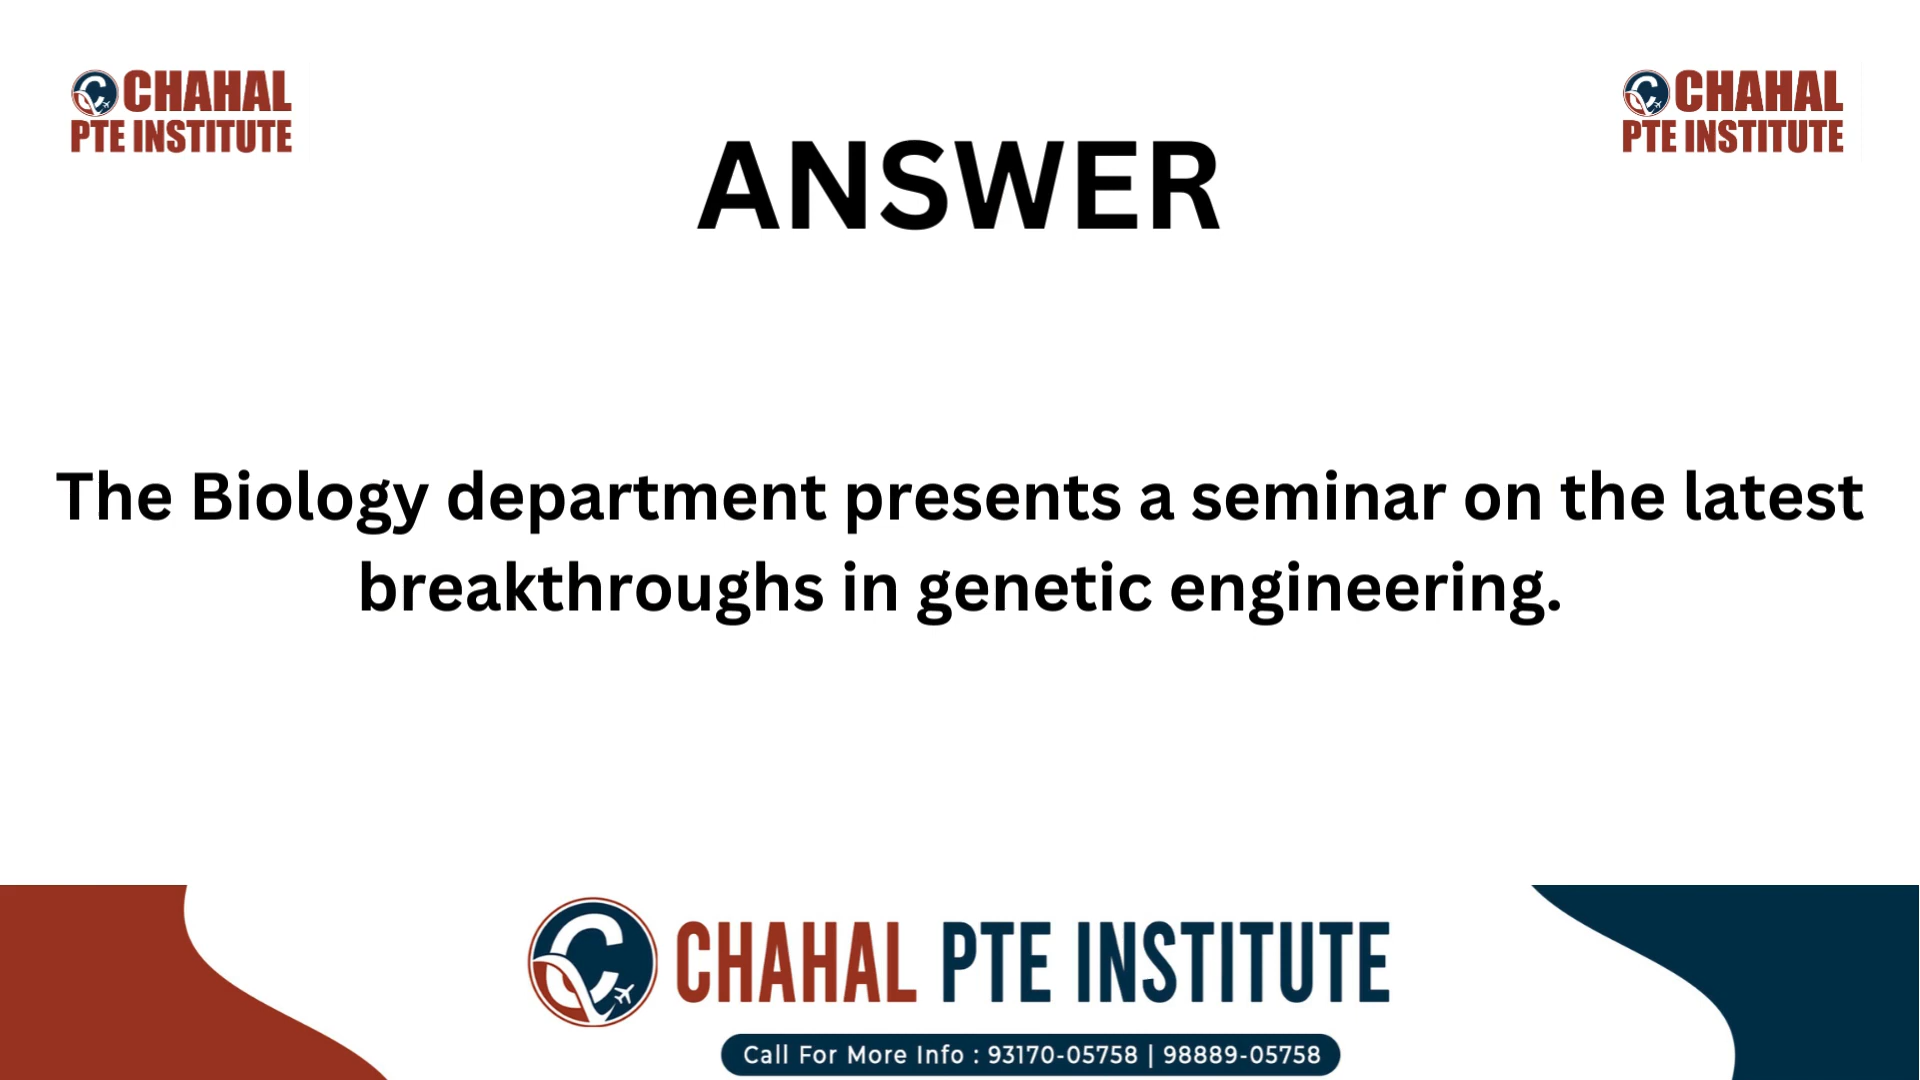 CHAHAL
PTE INSTITUTE
CHAHAL
PTE INSTITUTE
ANSWER
The Biology department presents a seminar on the latest
breakthroughs in genetic engineering.
CHAHAL PTE INSTITUTE
Call For More Info : 93170-05758 | 98889-05758